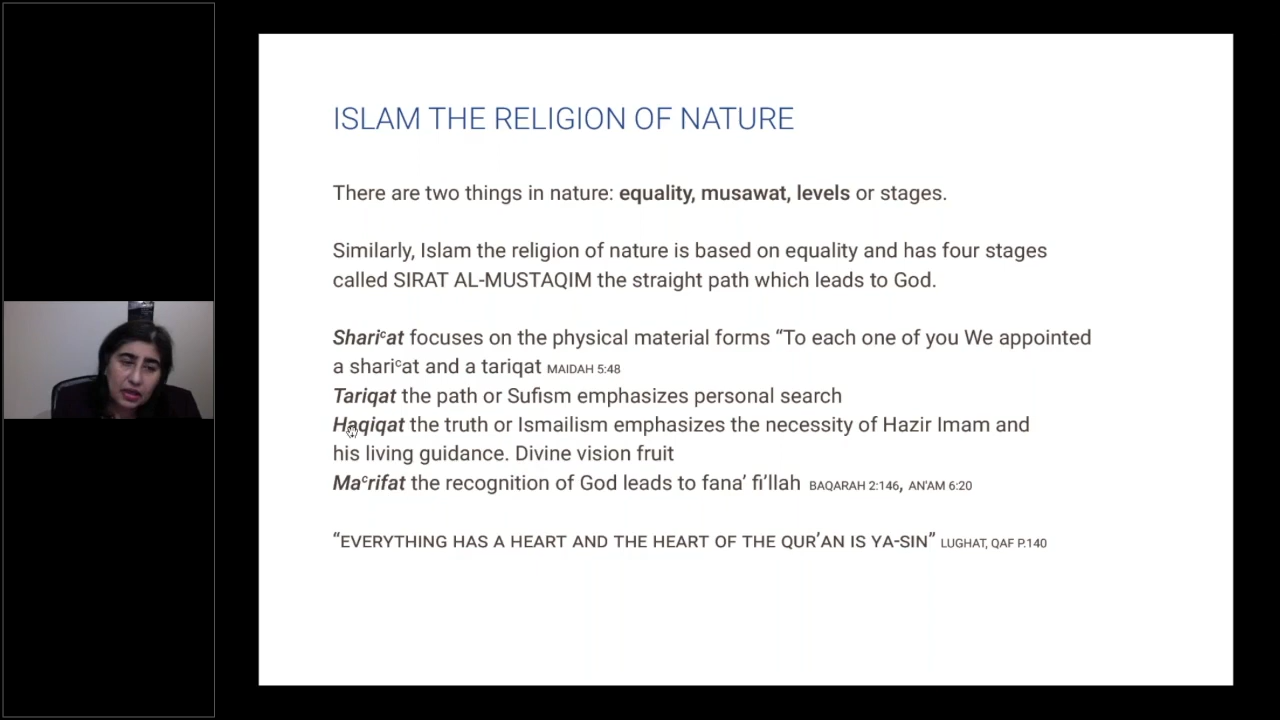 ISLAM THE RELIGION OF NATURE
There are two things in nature: equality, musawat, levels or stages.
Similarly, Islam the religion of nature is based on equality and has four stages
called SIRAT AL-MUSTAQIM the straight path which leads to God.
Shariᶜat focuses on the physical material forms “To each one of you We appointed
a shariᶜat and a tariqat MAIDAH 5:48
Tariqat the path or Sufism emphasizes personal search
Haqiqat the truth or Ismailism emphasizes the necessity of Hazir Imam and
his living guidance. Divine vision fruit
Maᶜrifat the recognition of God leads to fana’ fi’llah BAQARAH 2:146, AN’AM 6:20
“EVERYTHING HAS A HEART AND THE HEART OF THE QUR’AN IS YA-SIN” LUGHAT, QAF P.140